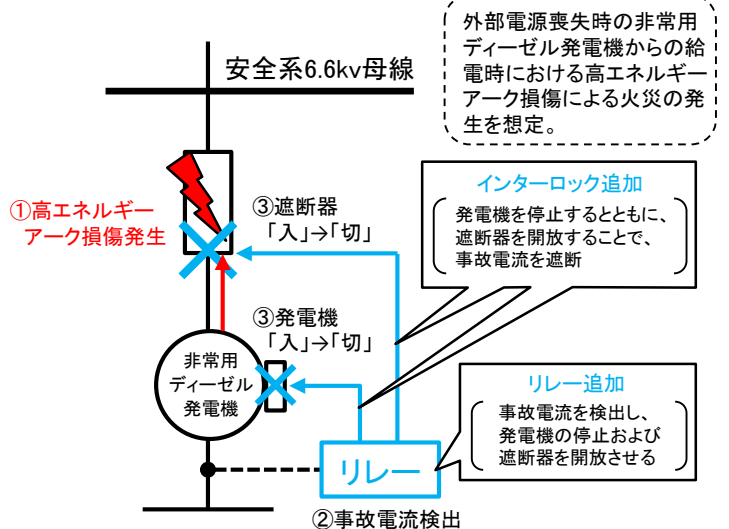 外部電源喪失時の非常用
ディーゼル発電機からの給
電時における高エネルギー
アーク損傷による火災の発
生を想定。
安全系6.6kv母線
①高エネルギー
アーク損傷発生
③遮断器
「入」→「切」
インターロック追加
発電機を停止するとともに、
遮断器を開放することで、
事故電流を遮断
③発電機
「入」→「切」
非常用
ディーゼル
発電機
リレー追加
事故電流を検出し、
発電機の停止および
遮断器を開放させる
リレー
②事故電流検出